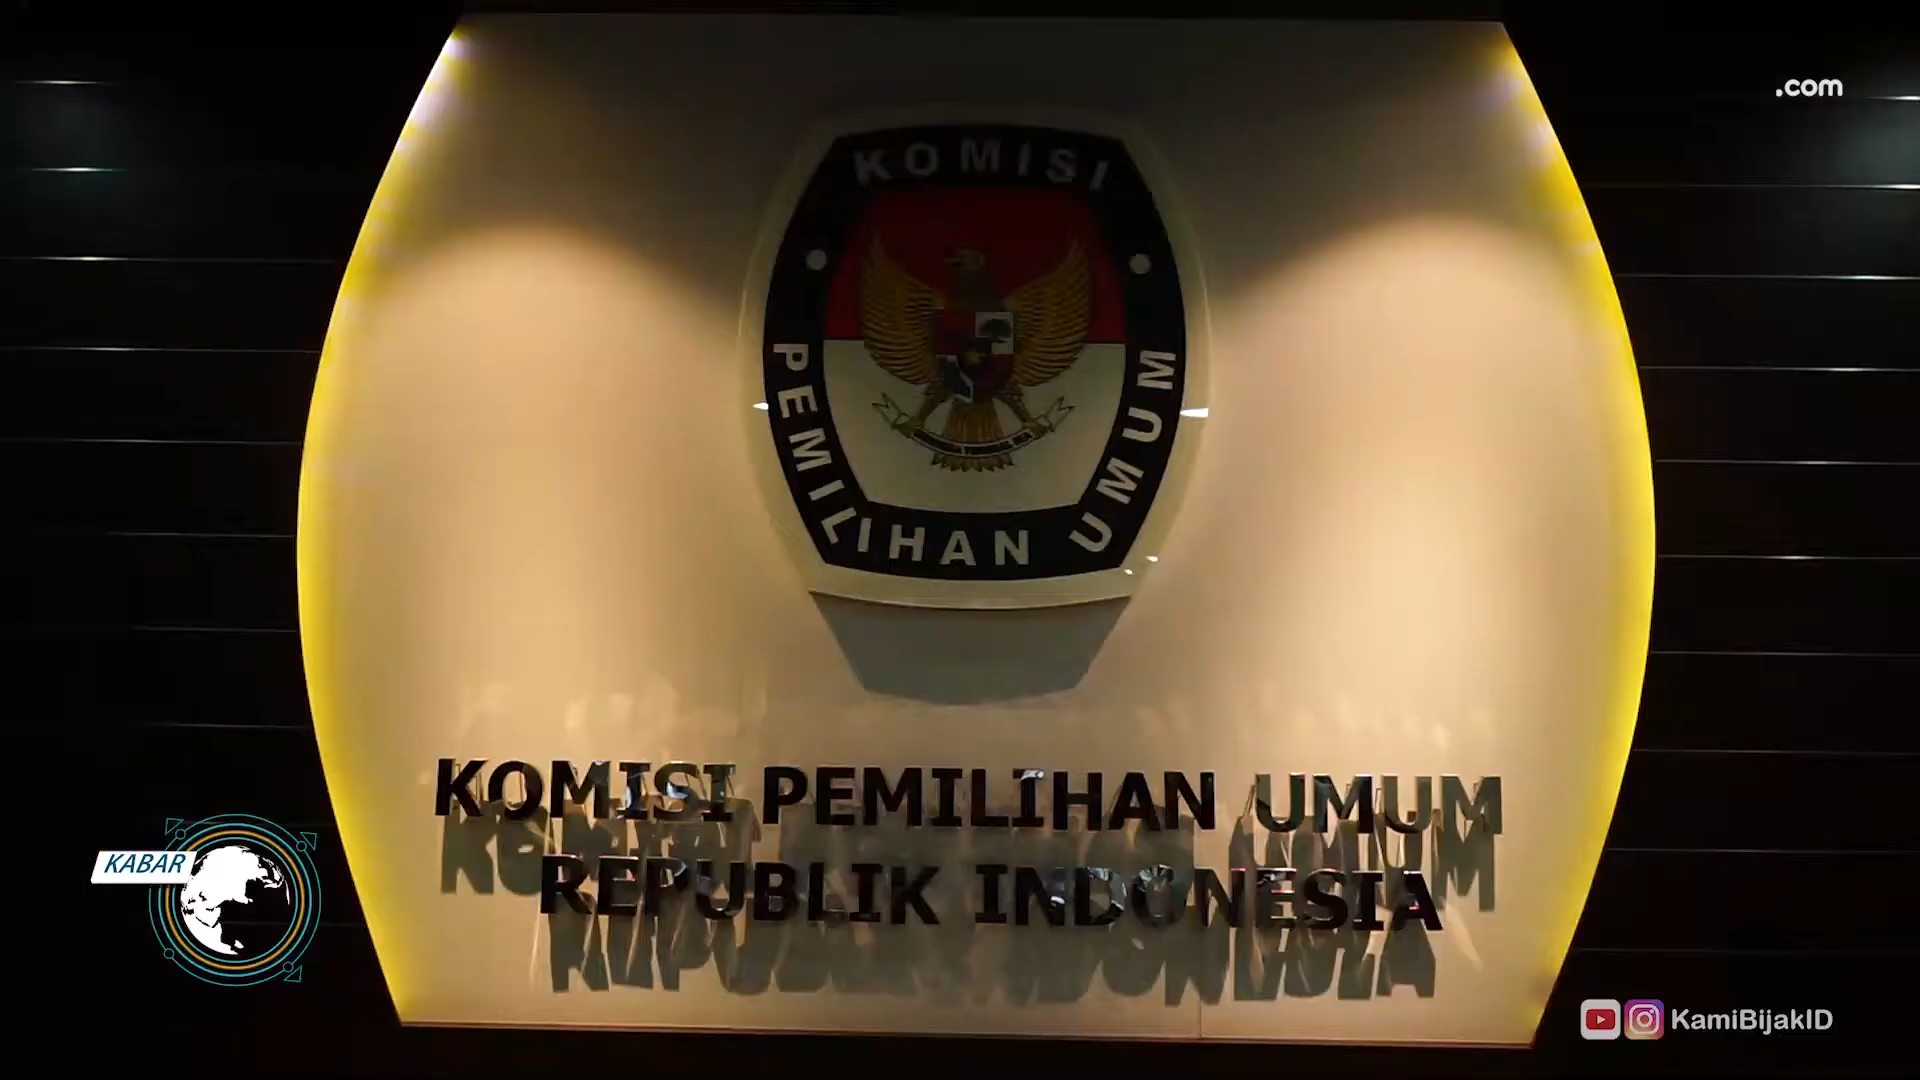 .com
KOMISI
PEMILIHAN UMUM
KOMISI PEMILIHAN UMUM
REPUBLIK INDONESIA
KABAR
KamiBijakID